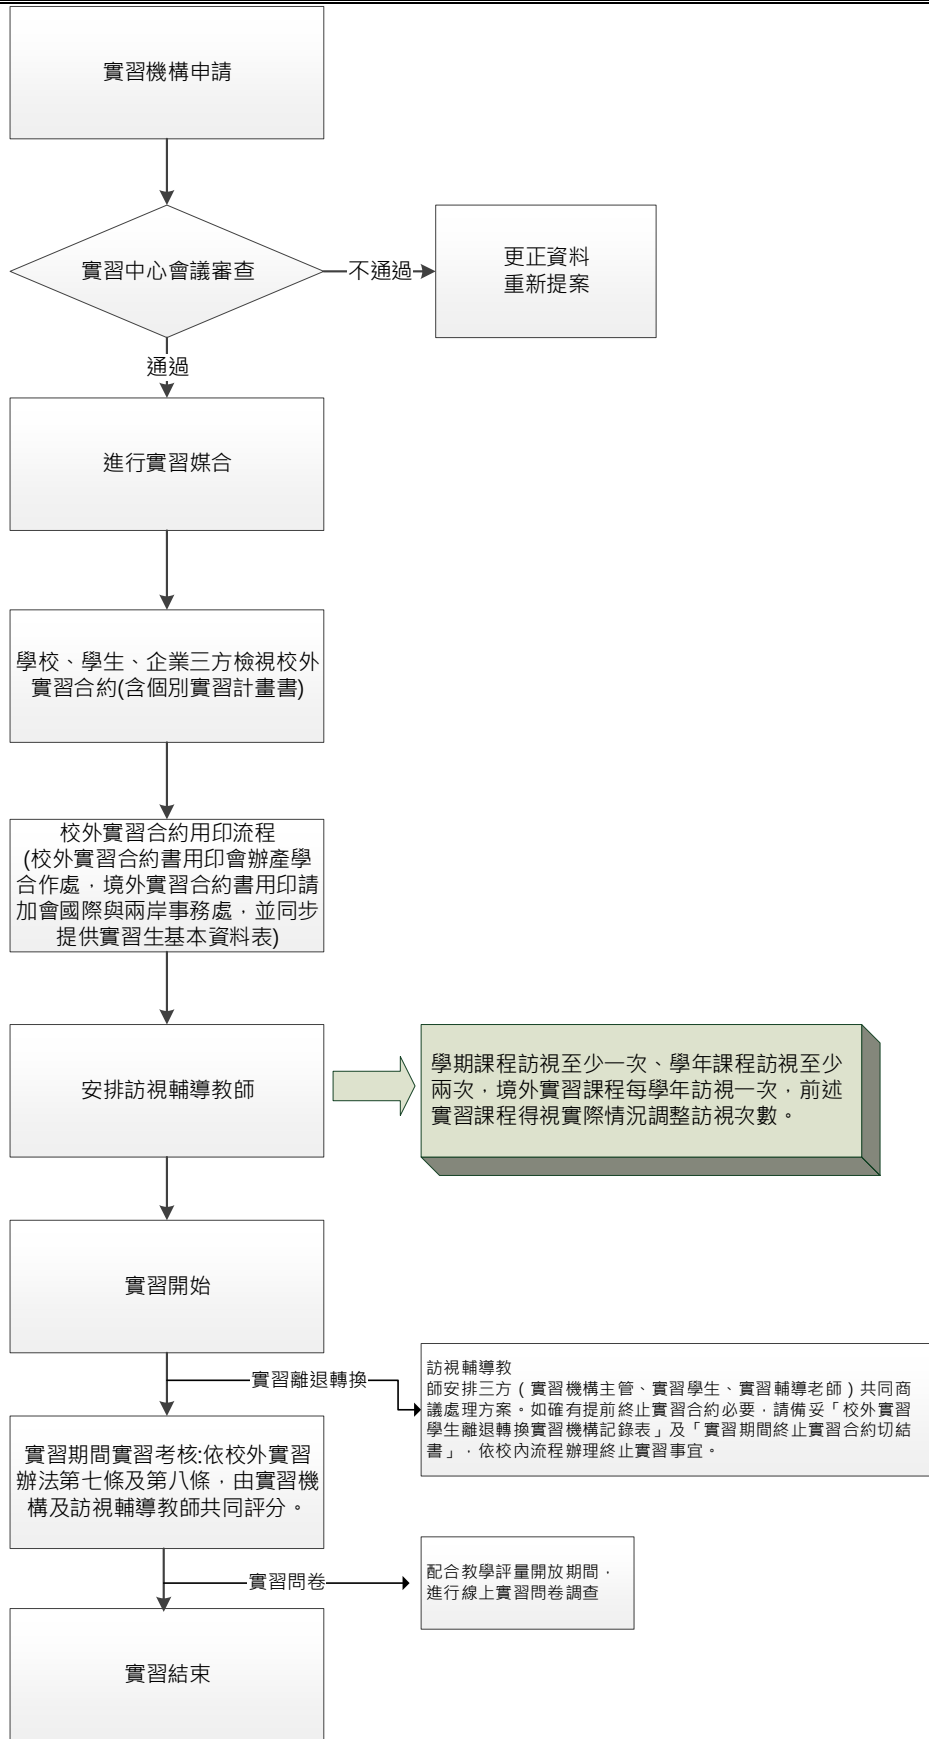 實習機構申請
實習中心會議審查
不通過
更正資料
重新提案
通過
進行實習媒合
學校、學生、企業三方檢視校外
實習合約(含個別實習計畫書)
校外實習合約用印流程
(校外實習合約書用印會辦產學
合作處，境外實習合約書用印請
加會國際與兩岸事務處，並同步
提供實習生基本資料表)
安排訪視輔導教師
學期課程訪視至少一次、學年課程訪視至少
兩次，境外實習課程每學年訪視一次，前述
實習課程得視實際情況調整訪視次數。
實習開始
實習離退轉換
訪視輔導教
師安排三方（實習機構主管、實習學生、實習輔導老師）共同商
議處理方案。如確有提前終止實習合約必要，請備妥「校外實習
學生離退轉換實習機構記錄表」及「實習期間終止實習合約切結
書」，依校內流程辦理終止實習事宜。
實習期間實習考核:依校外實習
辦法第七條及第八條，由實習機
構及訪視輔導教師共同評分。
實習問卷
配合教學評量開放期間，
進行線上實習問卷調查
實習結束